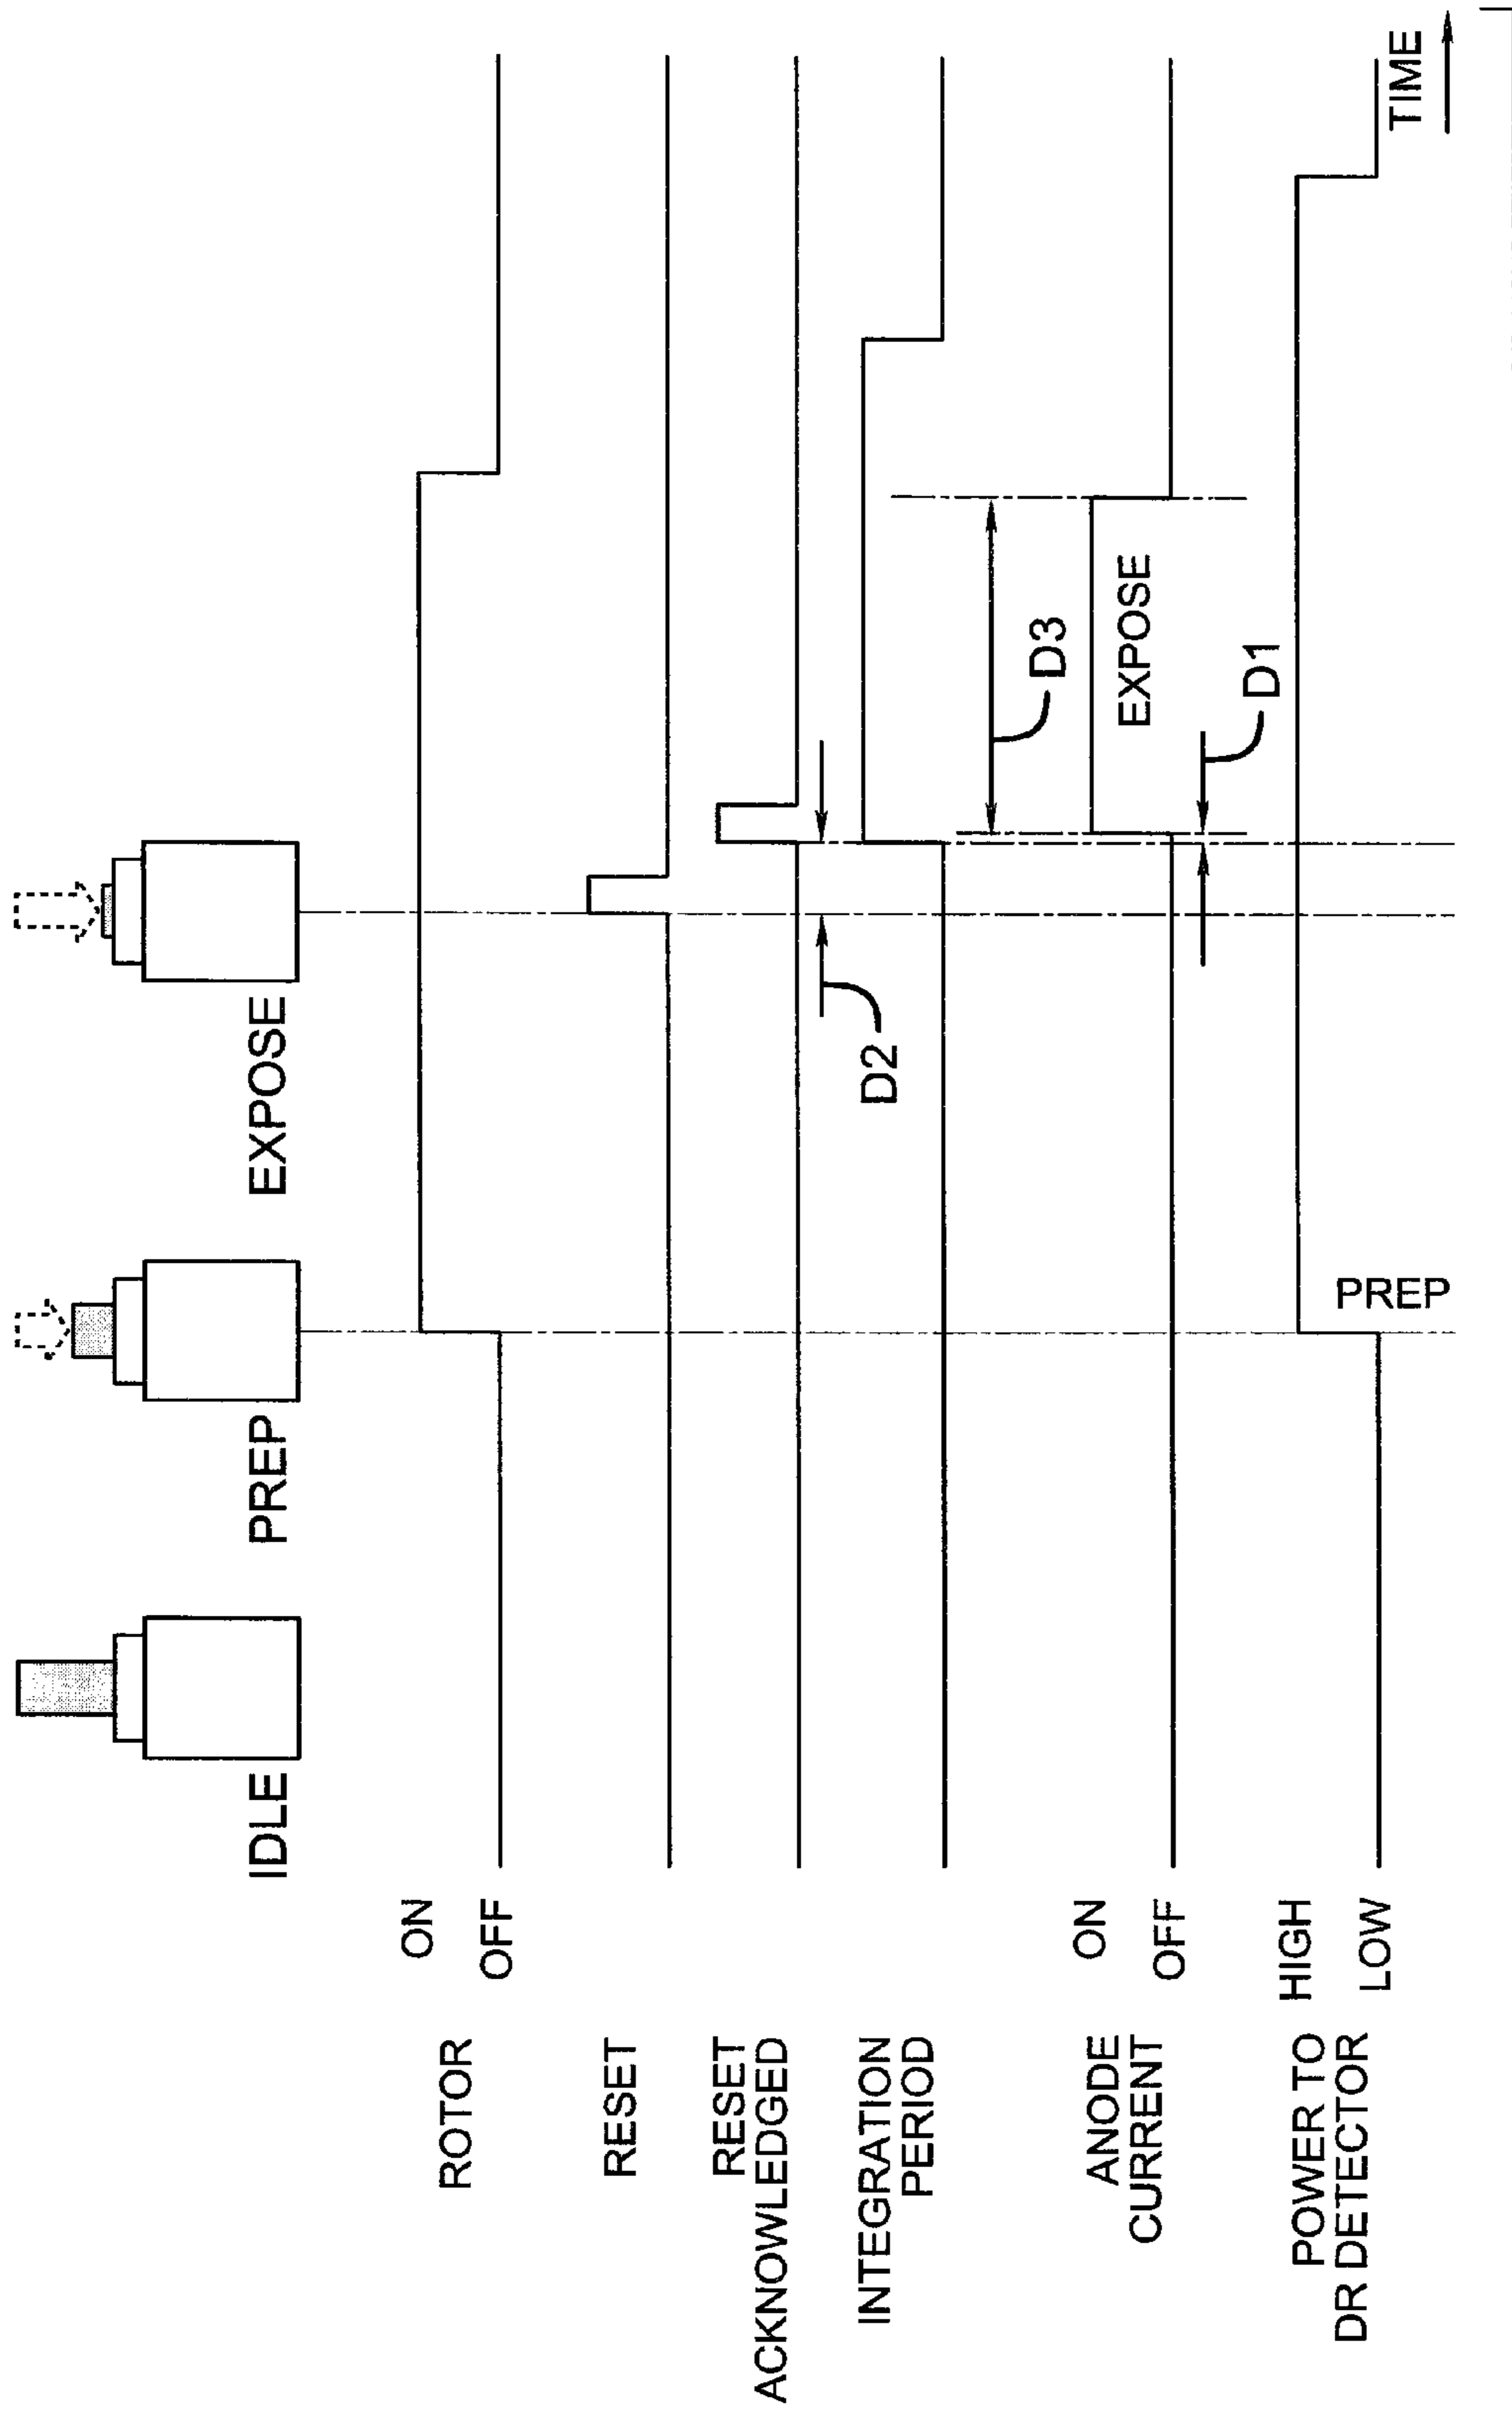 IDLE
PREP
EXPOSE
ROTOR
ON
OFF
RESET
RESET
ACKNOWLEDGED
D2
INTEGRATION
PERIOD
D3
ANODE
CURRENT
ON
OFF
EXPOSE
D1
POWER TO
DR DETECTOR
HIGH
LOW
PREP
TIME